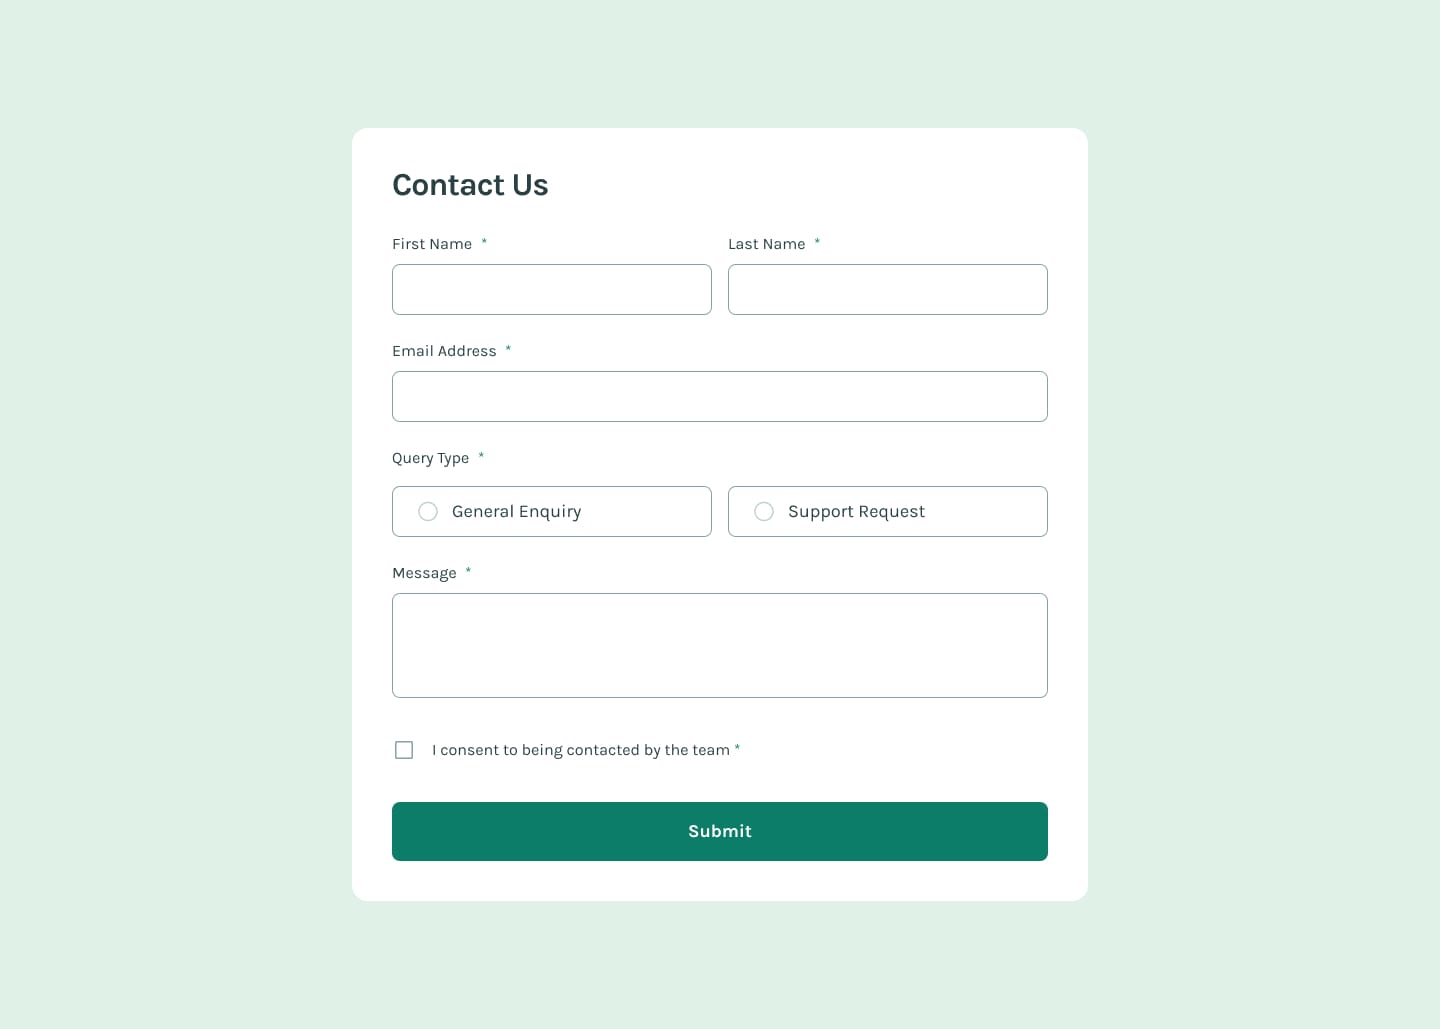 Contact Us
First Name *
Last Name *
Email Address *
Query Type *
General Enquiry
Support Request
Message *
I consent to being contacted by the team *
Submit